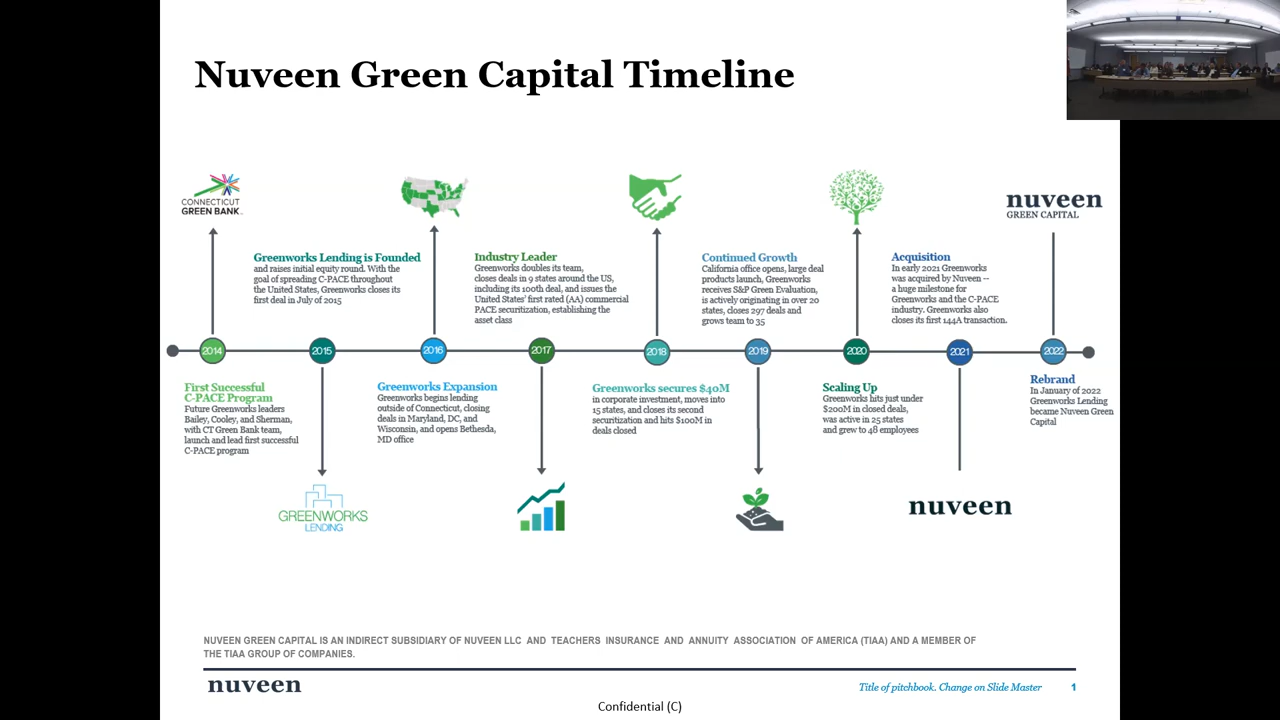 Nuveen Green Capital Timeline
CONNECTICUT
GREEN BANK
nuveen
GREEN CAPITAL
Greenworks Lending is Founded
and raises initial equity round. With the
goal of spreading C-PACE throughout
the United States, Greenworks closes its
first deal in July of 2015
Industry Leader
Greenworks doubles its team,
closes deals in 9 states around the US,
including its 100th deal, and issues the
United States' first rated (AA) commercial
PACE securitization, establishing the
asset class
Continued Growth
California office opens, large deal
products launch, Greenworks
receives S&P Green Evaluation,
is actively originating in over 20
states, closes 297 deals and
grows team to 35
Acquisition
In early 2021 Greenworks
was acquired by Nuveen --
a huge milestone for
Greenworks and the C-PACE
industry. Greenworks also
closes its first 144A transaction.
2014
2015
2016
2017
2018
2019
2020
2021
2022
First Successful
C-PACE Program
Future Greenworks leaders
Bailey, Cooley, and Sherman,
with CT Green Bank team,
launch and lead first successful
C-PACE program
Greenworks Expansion
Greenworks begins lending
outside of Connecticut, closing
deals in Maryland, DC, and
Wisconsin, and opens Bethesda,
MD office
Greenworks secures $40M
in corporate investment, moves into
15 states, and closes its second
securitization and hits $100M in
deals closed
Scaling Up
Greenworks hits just under
$200M in closed deals,
was active in 25 states
and grew to 48 employees
Rebrand
In January of 2022
Greenworks Lending
became Nuveen Green
Capital
GREENWORKS
LENDING
nuveen
NUVEEN GREEN CAPITAL IS AN INDIRECT SUBSIDIARY OF NUVEEN LLC AND TEACHERS INSURANCE AND ANNUITY ASSOCIATION OF AMERICA (TIAA) AND A MEMBER OF
THE TIAA GROUP OF COMPANIES.
nuveen
Title of pitchbook. Change on Slide Master
1
Confidential (C)